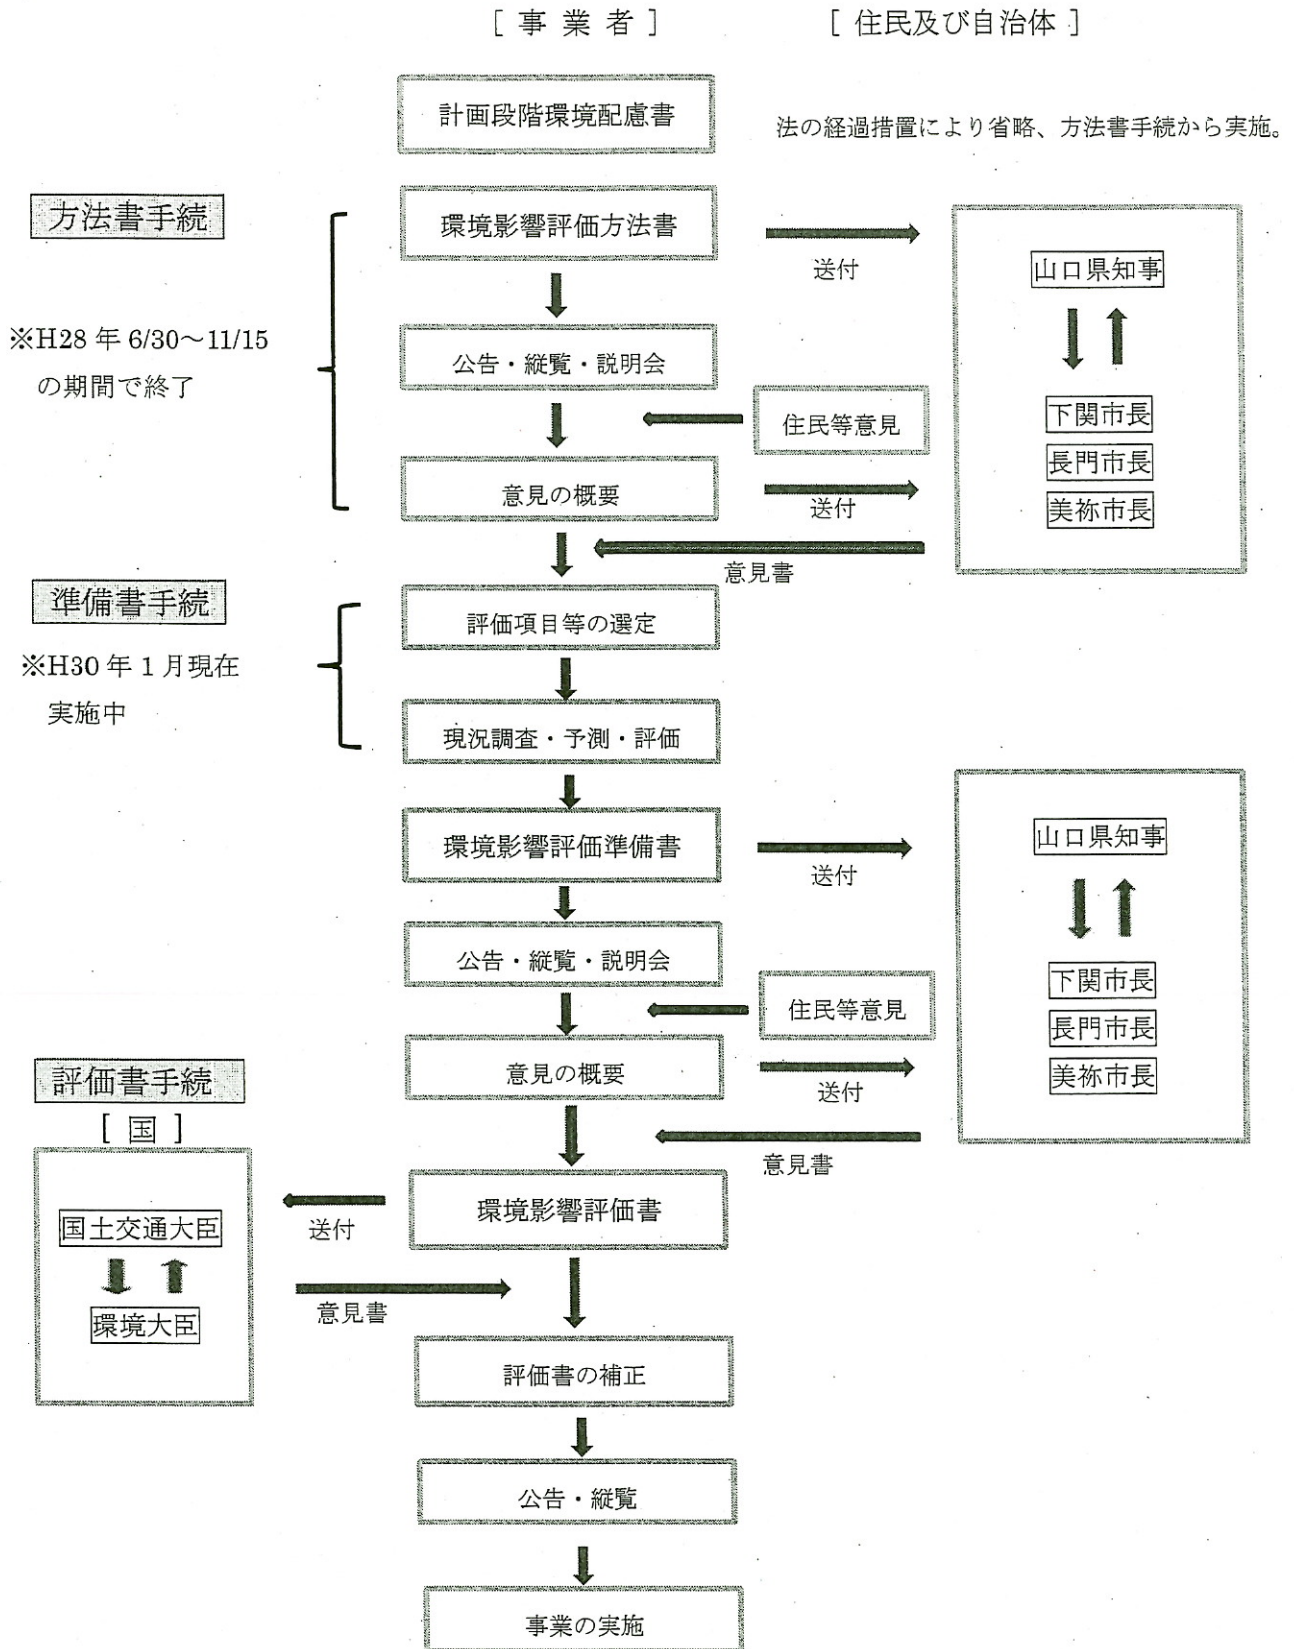 [ 事 業 者 ]
[ 住民及び自治体 ]
計画段階環境配慮書
法の経過措置により省略、方法書手続から実施。
方法書手続
環境影響評価方法書
送付
山口県知事
※H28 年 6/30~11/15
の期間で終了
公告・縦覧・説明会
住民等意見
下関市長
長門市長
美祢市長
意見の概要
送付
意見書
準備書手続
評価項目等の選定
※H30 年 1 月現在
実施中
現況調査・予測・評価
環境影響評価準備書
送付
山口県知事
公告・縦覧・説明会
住民等意見
下関市長
長門市長
美祢市長
意見の概要
送付
意見書
評価書手続
[ 国 ]
環境影響評価書
送付
国土交通大臣
意見書
環境大臣
評価書の補正
公告・縦覧
事業の実施